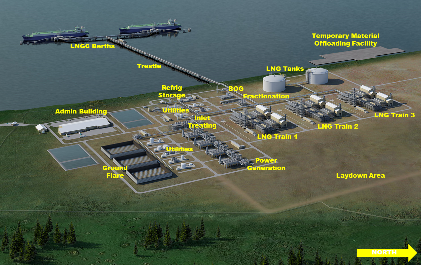 Temporary Material
Offloading Facility
LNGC Berths
Trestle
LNG Tanks
Refrig
Storage
BOG
Fractionation
Utilities
Admin Building
Inlet
Treating
LNG Train 1
LNG Train 2
LNG Train 3
Utilities
Ground
Flare
Power
Generation
Laydown Area